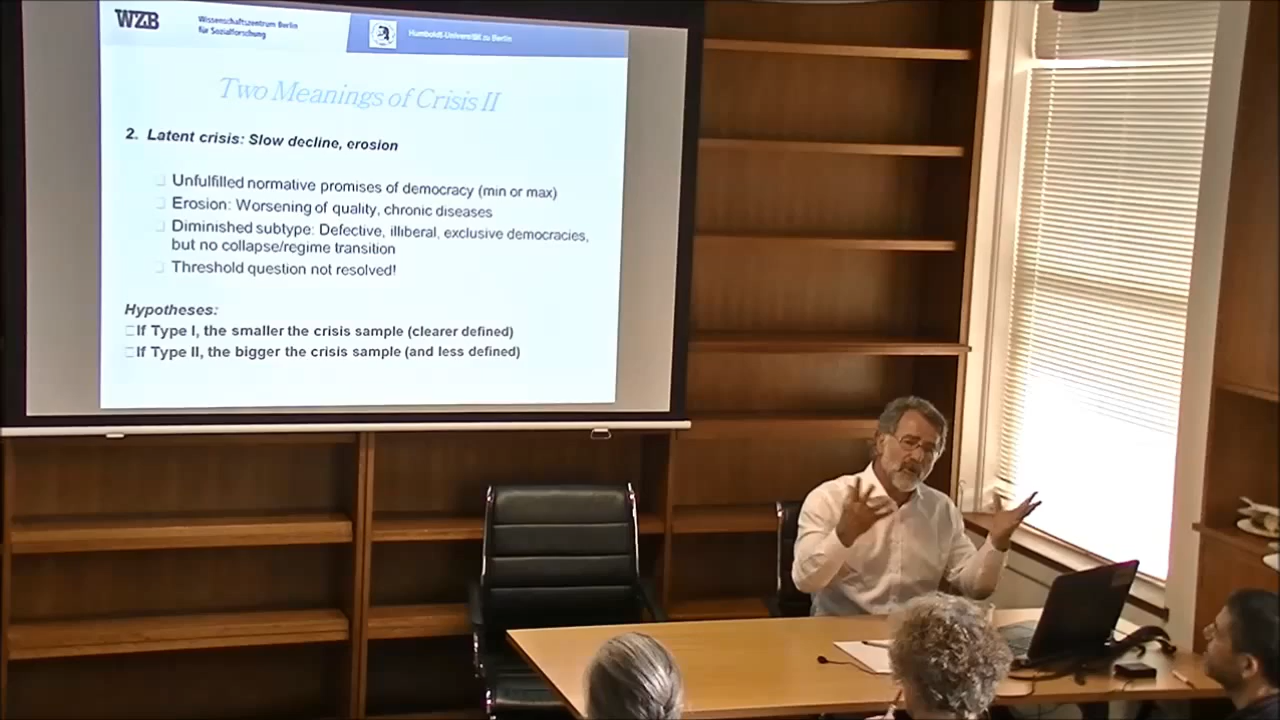 WZB
Wissenschaftszentrum Berlin
für Sozialforschung
Humboldt-Universität zu Berlin
Two Meanings of Crisis II
2. Latent crisis: Slow decline, erosion
Unfulfilled normative promises of democracy (min or max)
Erosion: Worsening of quality, chronic diseases
Diminished subtype: Defective, illiberal, exclusive democracies,
but no collapse/regime transition
Threshold question not resolved!
Hypotheses:
If Type I, the smaller the crisis sample (clearer defined)
If Type II, the bigger the crisis sample (and less defined)